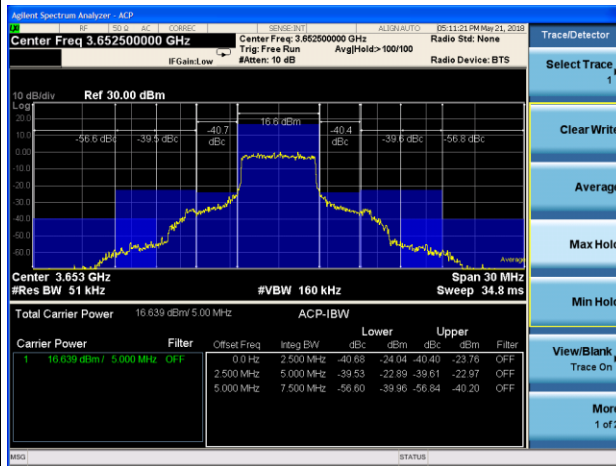 Agilent Spectrum Analyzer - ACP
LXI RF 50 Ω AC CORREC SENSE:INT ALIGNAUTO 05:11:21 PM May 21, 2018
Center Freq 3.652500000 GHz
Center Freq: 3.652500000 GHz
Radio Std: None
Trig: Free Run Avg|Hold:> 100/100
IFGain:Low #Atten: 10 dB Radio Device: BTS
10 dB/div Ref 30.00 dBm
Log
20.0
10.0
0.00
-10.0
-20.0
-30.0
-40.0
-50.0
-60.0
-56.6 dBc -39.5 dBc -40.7 dBc 16.6 dBm -40.4 dBc -39.6 dBc -56.8 dBc
Average
Center 3.653 GHz Span 30 MHz
#Res BW 51 kHz #VBW 160 kHz Sweep 34.8 ms
Total Carrier Power 16.639 dBm/ 5.00 MHz ACP-IBW
Lower Upper
Carrier Power Filter Offset Freq Integ BW dBc dBm dBc dBm Filter
1 16.639 dBm / 5.000 MHz OFF
0.0 Hz 2.500 MHz -40.68 -24.04 -40.40 -23.76 OFF
2.500 MHz 5.000 MHz -39.53 -22.89 -39.61 -22.97 OFF
5.000 MHz 7.500 MHz -56.60 -39.96 -56.84 -40.20 OFF
MSG STATUS
Trace/Detector
Select Trace
1
Clear Write
Average
Max Hold
Min Hold
View/Blank
Trace On
More
1 of 2